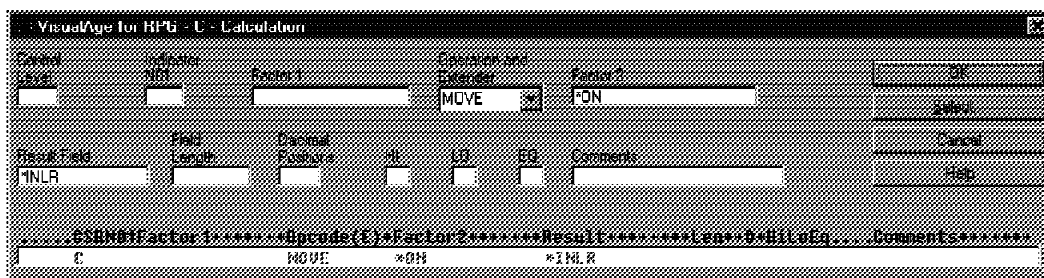 VisualAge for RPG - C - Calculation
Control Level
Indicator N01
Factor 1
Operation and Extender
Factor 2
MOVE
*ON
OK
Select
Result Field
Field Length
Decimal Positions
HI
LO
EQ
Comments
Cancel
Help
*INLR
.....CSRN01Factor1+++++++Opcode(E)+Factor2+++++++Result++++++++Len++D+HiLoEq....Comments+++++++
C MOVE *ON *INLR